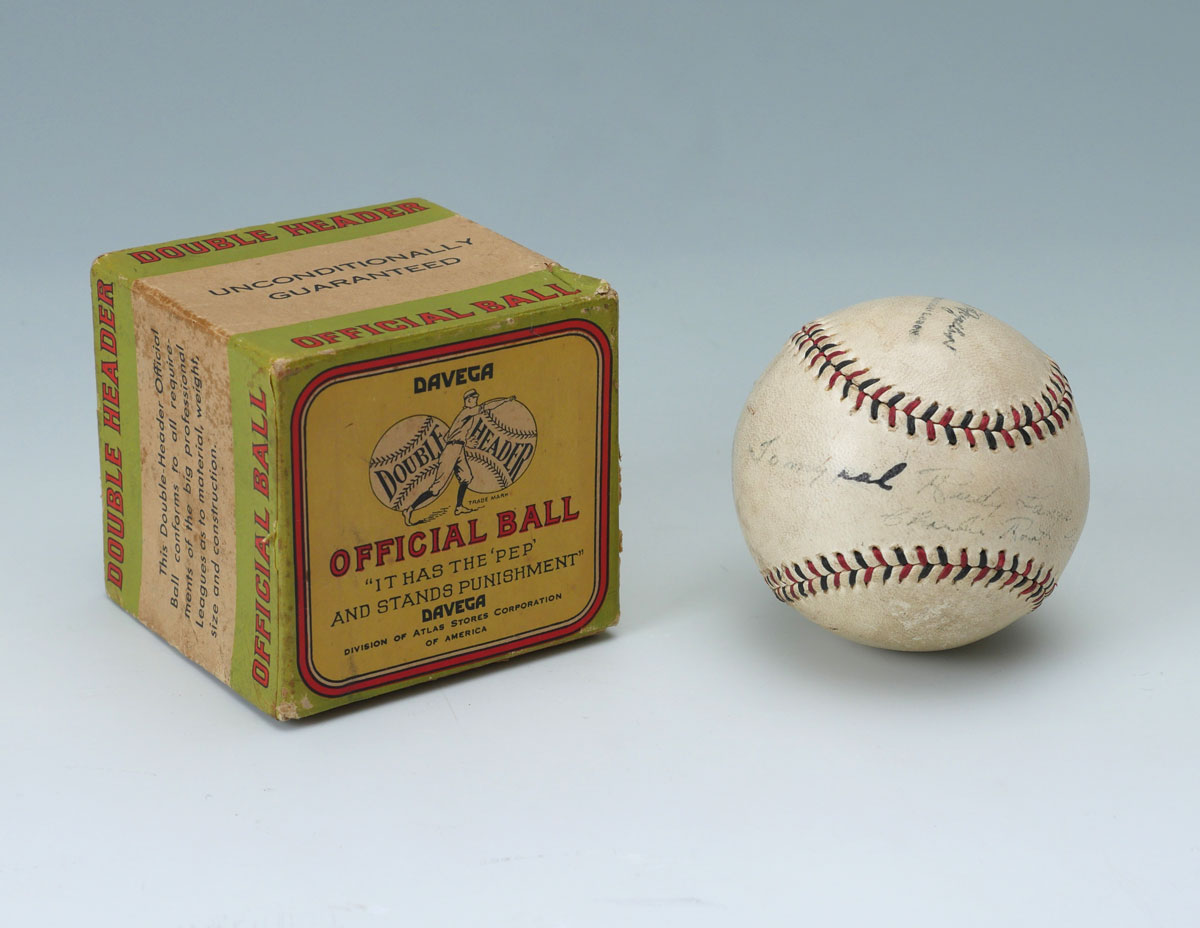 DOUBLE HEADER
UNCONDITIONALLY
GUARANTEED
OFFICIAL BALL
DOUBLE HEADER
This Double Header Official
Ball conforms to all require-
ments of the big professional
Leagues as to material, weight,
size and construction.
OFFICIAL BALL
DAVEGA
DOUBLE HEADER
TRADE MARK
OFFICIAL BALL
"IT HAS THE 'PEP'
AND STANDS PUNISHMENT"
DAVEGA
DIVISION OF ATLAS STORES CORPORATION
OF AMERICA
Charlie Root